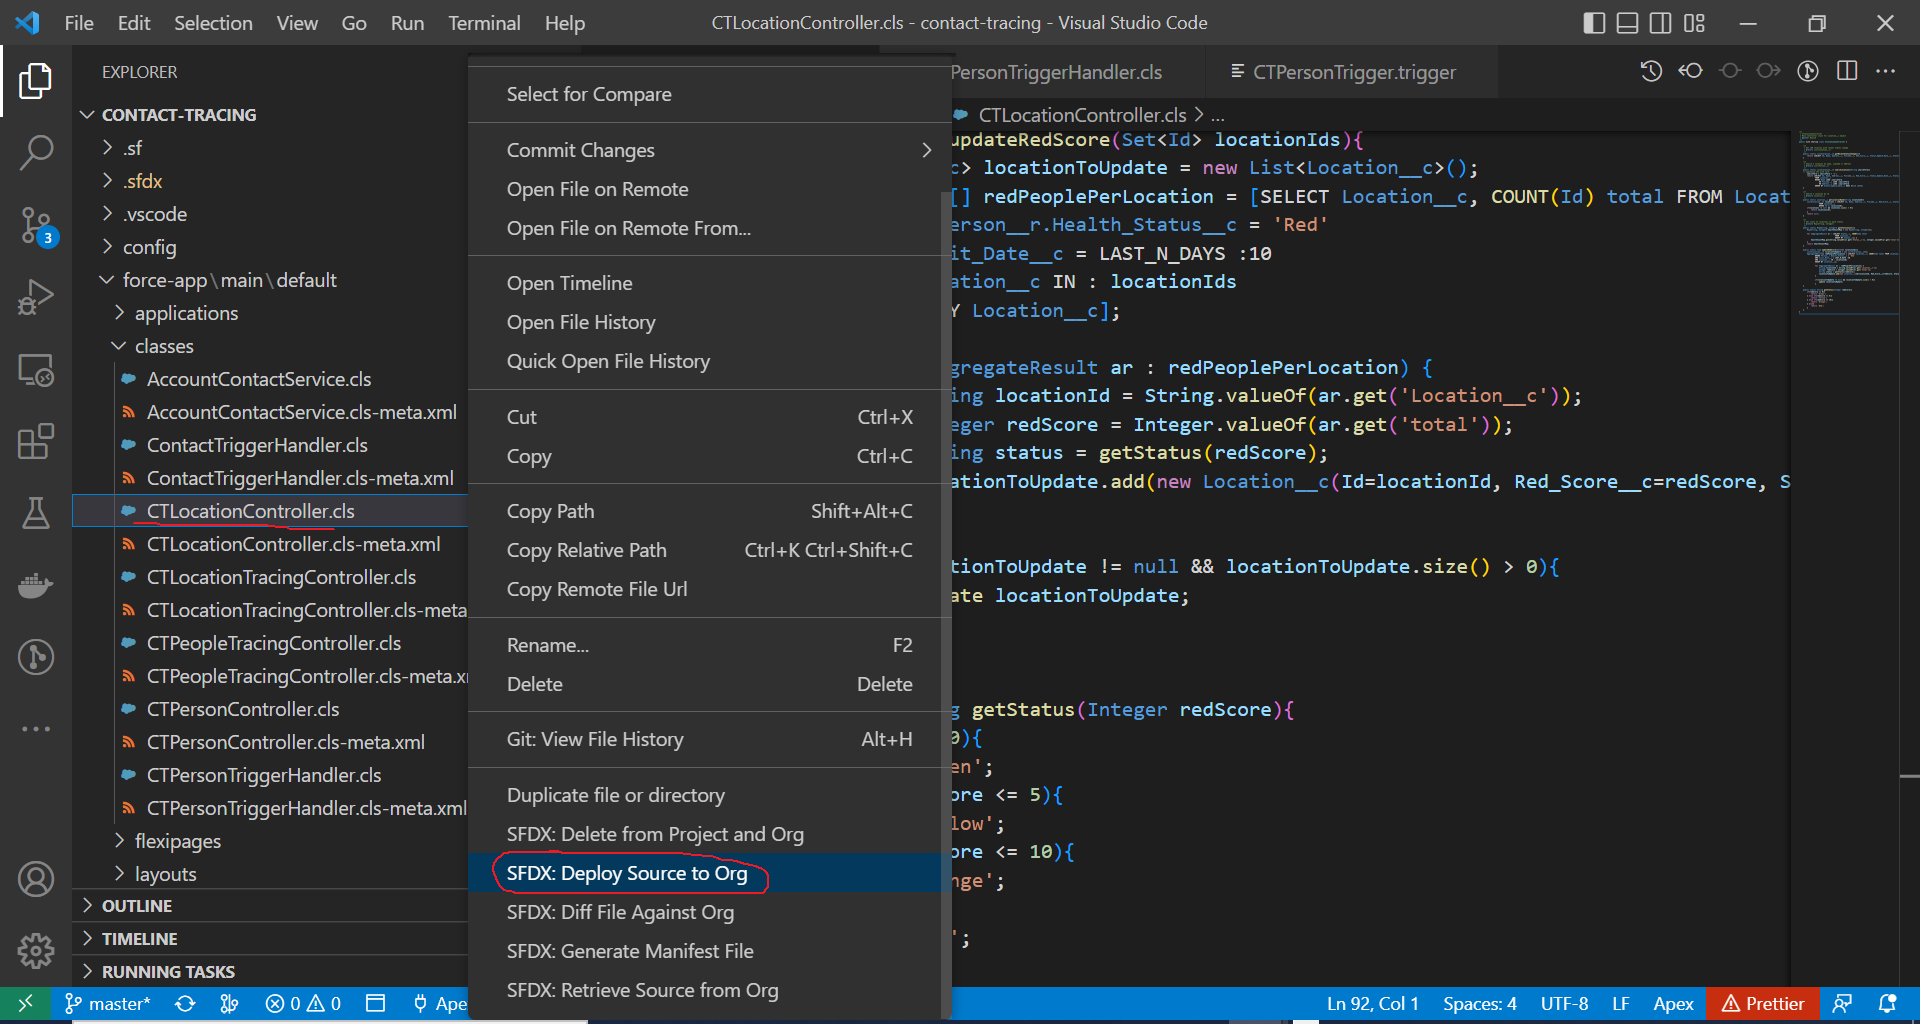 File Edit Selection View Go Run Terminal Help
CTLocationController.cls - contact-tracing - Visual Studio Code
EXPLORER
CONTACT-TRACING
.sf
.sfdx
.vscode
config
force-app\main\default
applications
classes
AccountContactService.cls
AccountContactService.cls-meta.xml
ContactTriggerHandler.cls
ContactTriggerHandler.cls-meta.xml
CTLocationController.cls
CTLocationController.cls-meta.xml
CTLocationTracingController.cls
CTLocationTracingController.cls-meta
CTPeopleTracingController.cls
CTPeopleTracingController.cls-meta.x
CTPersonController.cls
CTPersonController.cls-meta.xml
CTPersonTriggerHandler.cls
CTPersonTriggerHandler.cls-meta.xml
flexipages
layouts
OUTLINE
TIMELINE
RUNNING TASKS
3
Select for Compare
Commit Changes
Open File on Remote
Open File on Remote From...
Open Timeline
Open File History
Quick Open File History
Cut Ctrl+X
Copy Ctrl+C
Copy Path Shift+Alt+C
Copy Relative Path Ctrl+K Ctrl+Shift+C
Copy Remote File Url
Rename... F2
Delete Delete
Git: View File History Alt+H
Duplicate file or directory
SFDX: Delete from Project and Org
SFDX: Deploy Source to Org
SFDX: Diff File Against Org
SFDX: Generate Manifest File
SFDX: Retrieve Source from Org
PersonTriggerHandler.cls CTPersonTrigger.trigger
CTLocationController.cls > ...
updateRedScore(Set<Id> locationIds){
c> locationToUpdate = new List<Location__c>();
[] redPeoplePerLocation = [SELECT Location__c, COUNT(Id) total FROM Locat
erson__r.Health_Status__c = 'Red'
it_Date__c = LAST_N_DAYS :10
ation__c IN : locationIds
Y Location__c];
gregateResult ar : redPeoplePerLocation) {
ing locationId = String.valueOf(ar.get('Location__c'));
eger redScore = Integer.valueOf(ar.get('total'));
ing status = getStatus(redScore);
ationToUpdate.add(new Location__c(Id=locationId, Red_Score__c=redScore, S
tionToUpdate != null && locationToUpdate.size() > 0){
ate locationToUpdate;
g getStatus(Integer redScore){
0){
en';
ore <= 5){
low';
ore <= 10){
nge';
';
master* 0 0 Ape Ln 92, Col 1 Spaces: 4 UTF-8 LF Apex Prettier